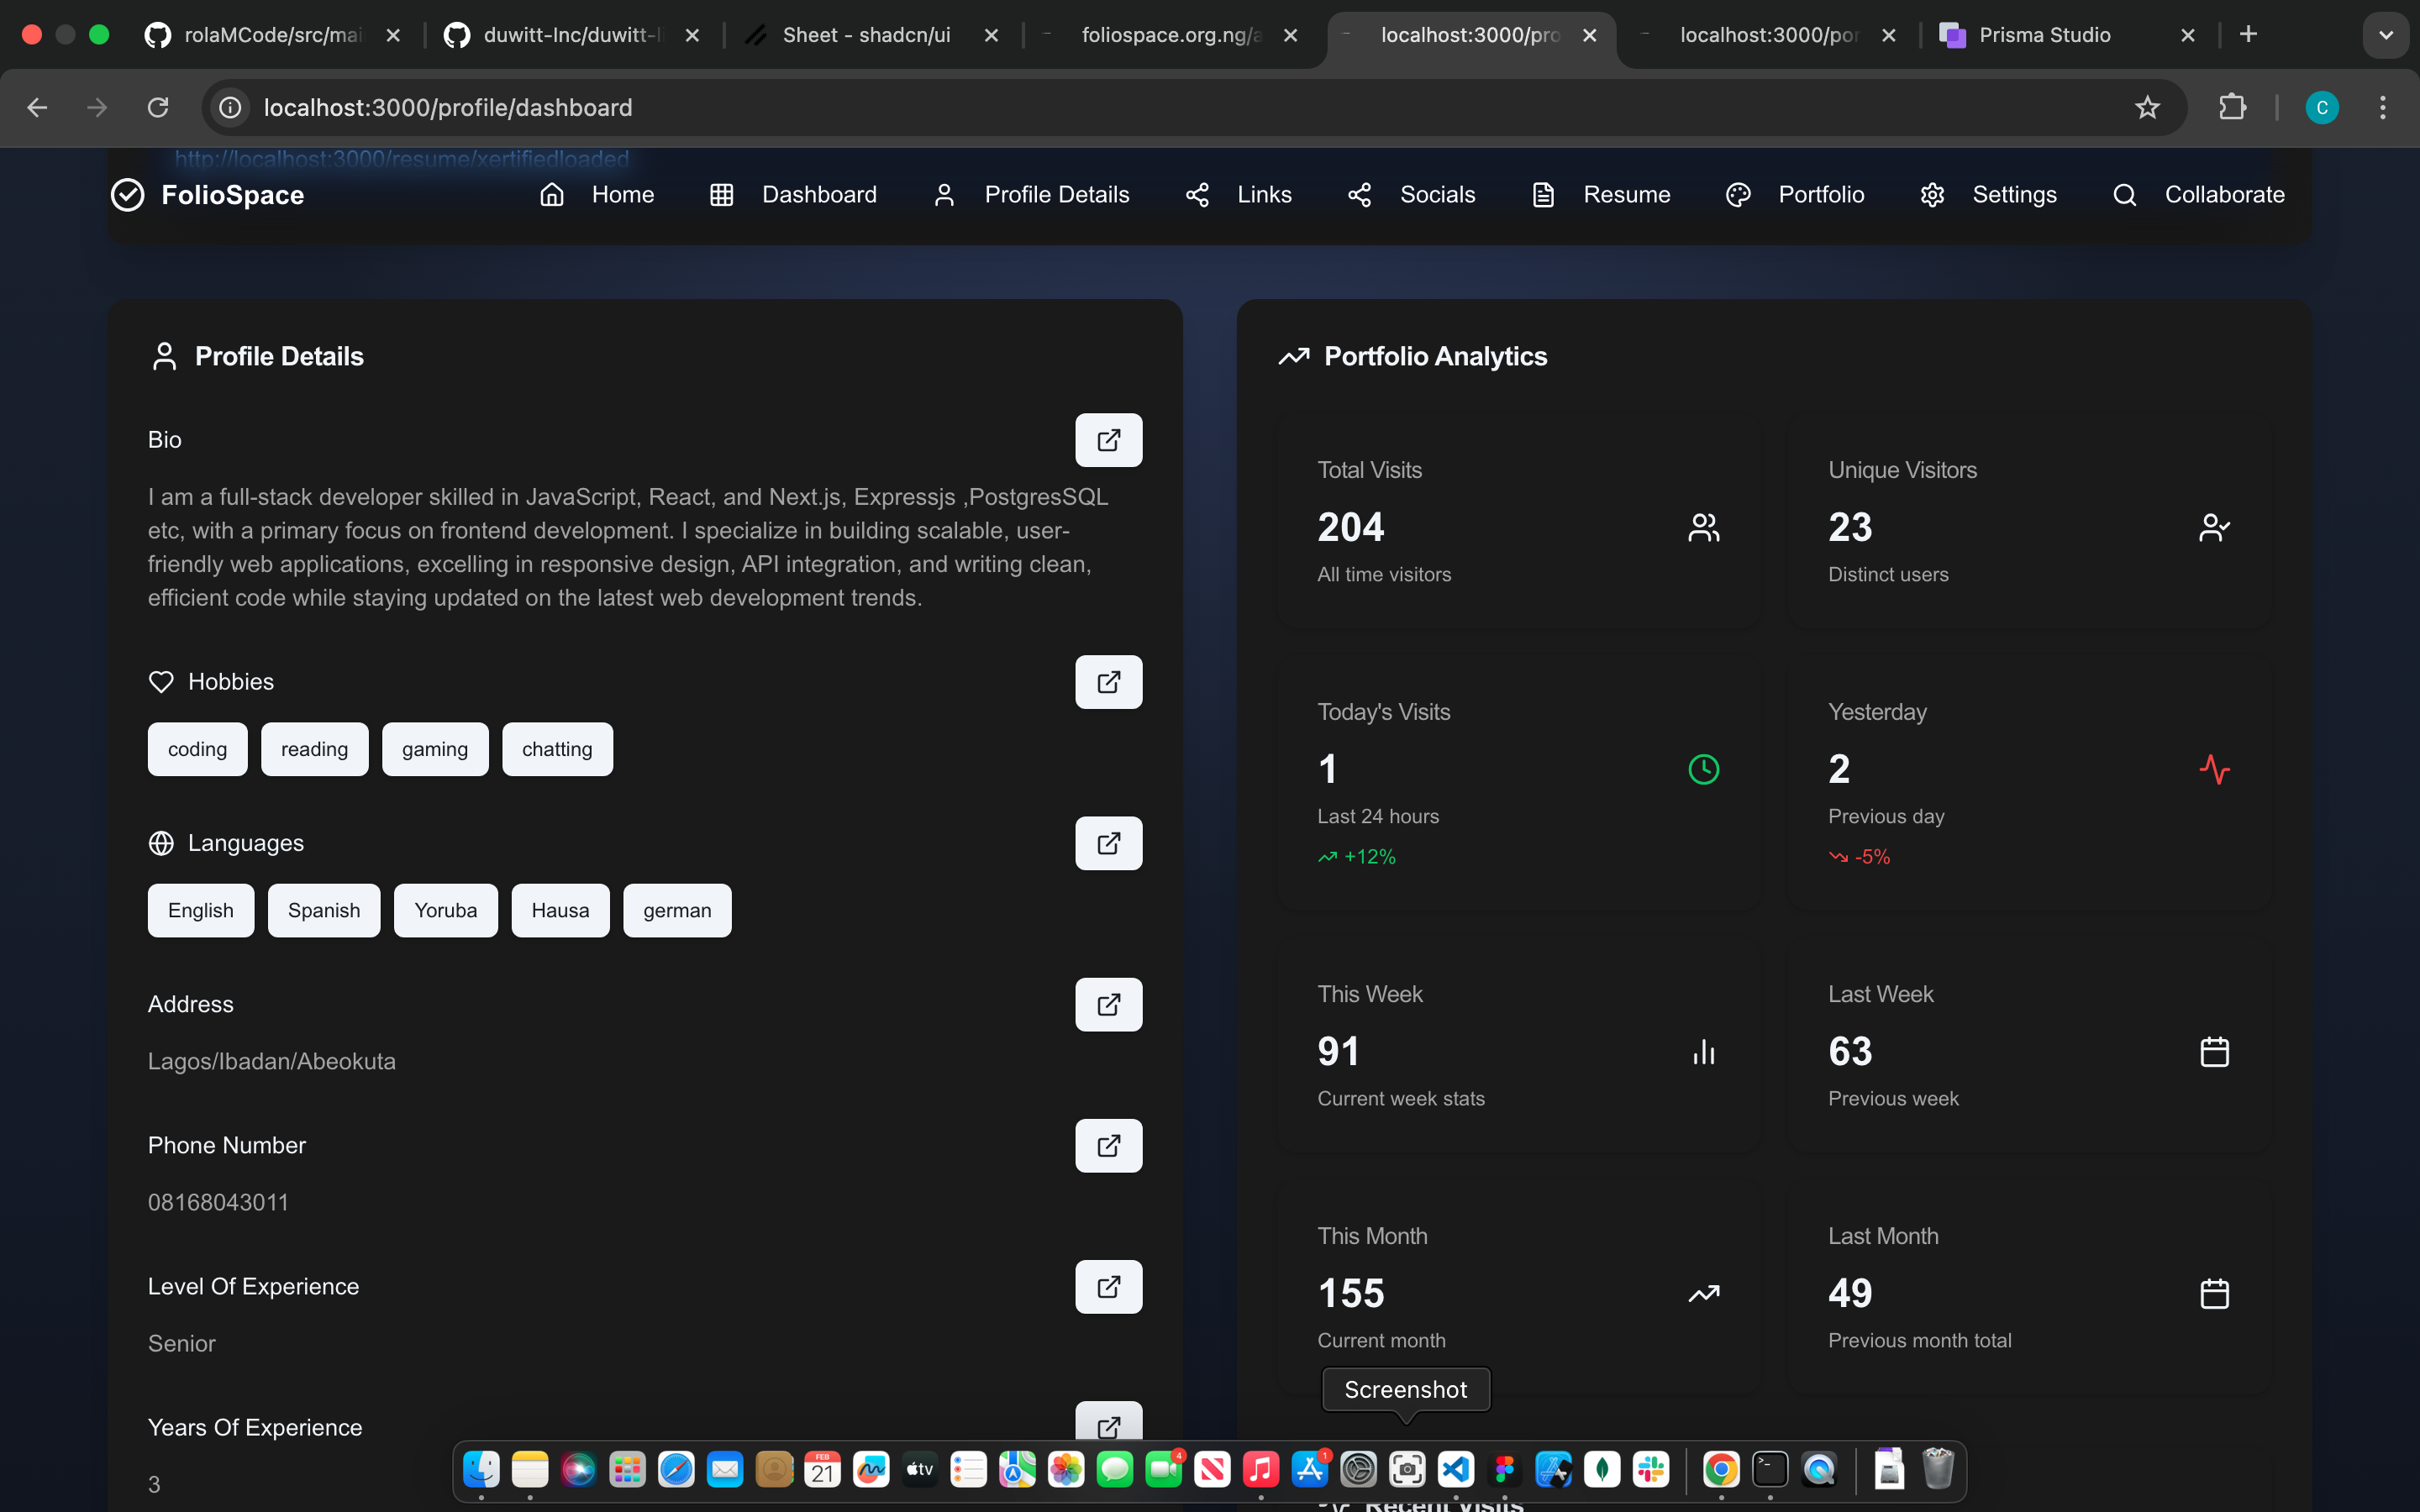 rolaMCode/src/mai
duwitt-Inc/duwitt-li
Sheet - shadcn/ui
foliospace.org.ng/a
localhost:3000/pro
localhost:3000/por
Prisma Studio
localhost:3000/profile/dashboard
C
http://localhost:3000/resume/xertifiedloaded
FolioSpace
Home
Dashboard
Profile Details
Links
Socials
Resume
Portfolio
Settings
Collaborate
Profile Details
Bio
I am a full-stack developer skilled in JavaScript, React, and Next.js, Expressjs ,PostgresSQL
etc, with a primary focus on frontend development. I specialize in building scalable, user-
friendly web applications, excelling in responsive design, API integration, and writing clean,
efficient code while staying updated on the latest web development trends.
Hobbies
coding reading gaming chatting
Languages
English Spanish Yoruba Hausa german
Address
Lagos/Ibadan/Abeokuta
Phone Number
08168043011
Level Of Experience
Senior
Years Of Experience
3
Portfolio Analytics
Total Visits
204
All time visitors
Unique Visitors
23
Distinct users
Today's Visits
1
Last 24 hours
+12%
Yesterday
2
Previous day
-5%
This Week
91
Current week stats
Last Week
63
Previous week
This Month
155
Current month
Last Month
49
Previous month total
Screenshot
Recent Visits
FEB
21
tv
4
1